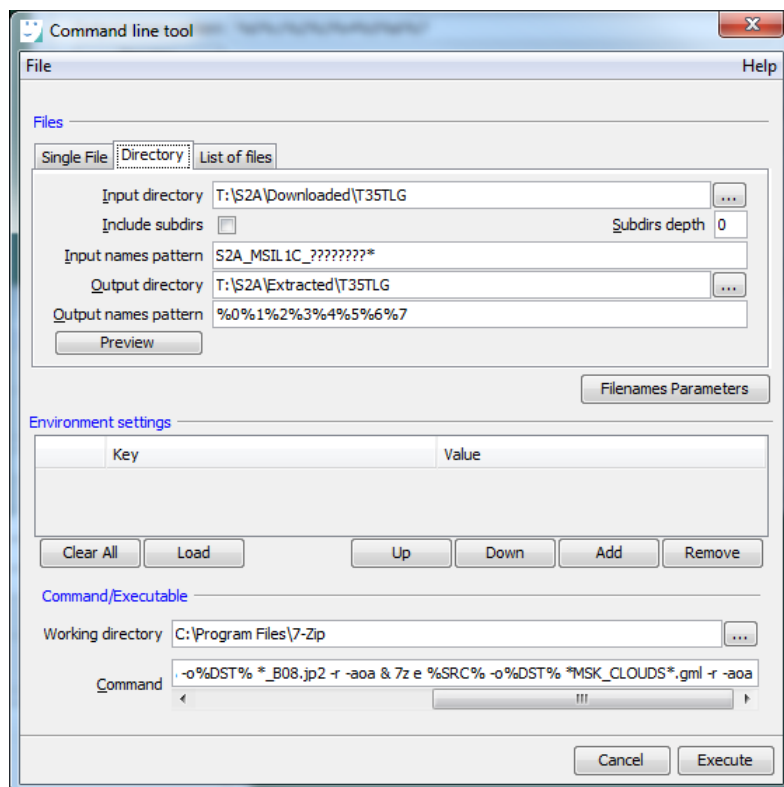 Command line tool
File Help
Files
Single File Directory List of files
Input directory T:\S2A\Downloaded\T35TLG ...
Include subdirs Subdirs depth 0
Input names pattern S2A_MSIL1C_????????*
Output directory T:\S2A\Extracted\T35TLG ...
Output names pattern %0%1%2%3%4%5%6%7
Preview
Filenames Parameters
Environment settings
Key Value
Clear All Load Up Down Add Remove
Command/Executable
Working directory C:\Program Files\7-Zip ...
Command -o%DST% *_B08.jp2 -r -aoa & 7z e %SRC% -o%DST% *MSK_CLOUDS*.gml -r -aoa
Cancel Execute